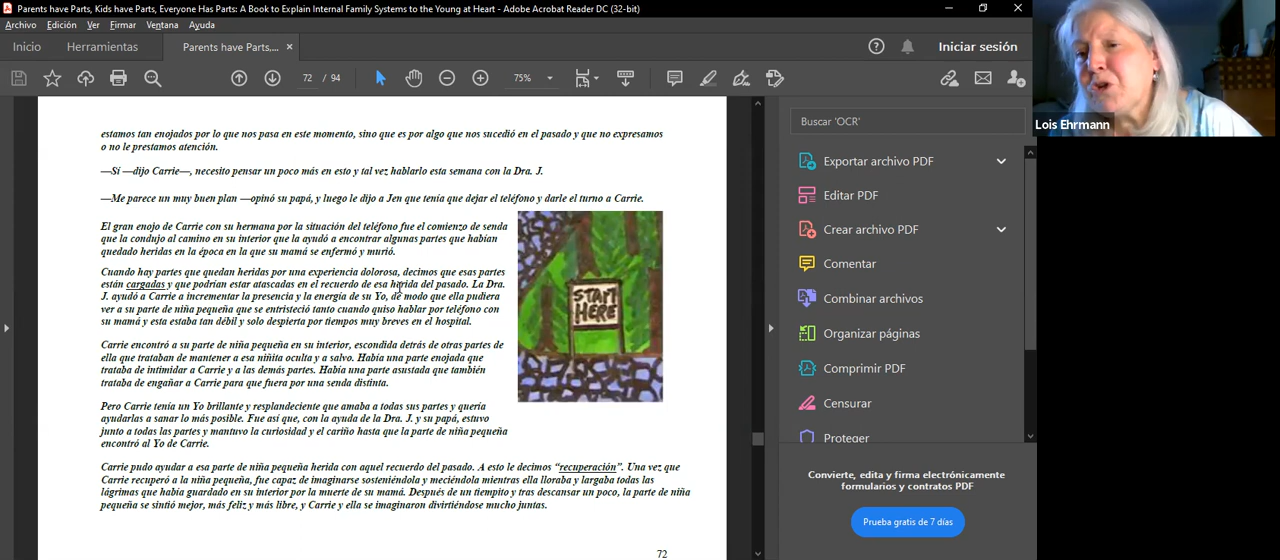 Parents have Parts, Kids have Parts, Everyone Has Parts: A Book to Explain Internal Family Systems to the Young at Heart - Adobe Acrobat Reader DC (32-bit)
Archivo Edición Ver Firmar Ventana Ayuda
Inicio Herramientas Parents have Parts,... × Iniciar sesión
72 / 94 75%
estamos tan enojados por lo que nos pasa en este momento, sino que es por algo que nos sucedió en el pasado y que no expresamos
o no le prestamos atención.
—Sí —dijo Carrie—, necesito pensar un poco más en esto y tal vez hablarlo esta semana con la Dra. J.
—Me parece un muy buen plan —opinó su papá, y luego le dijo a Jen que tenía que dejar el teléfono y darle el turno a Carrie.
El gran enojo de Carrie con su hermana por la situación del teléfono fue el comienzo de senda
que la condujo al camino en su interior que la ayudó a encontrar algunas partes que habían
quedado heridas en la época en la que su mamá se enfermó y murió.
Cuando hay partes que quedan heridas por una experiencia dolorosa, decimos que esas partes
están cargadas y que podrían estar atascadas en el recuerdo de esa herida del pasado. La Dra.
J. ayudó a Carrie a incrementar la presencia y la energía de su Yo, de modo que ella pudiera
ver a su parte de niña pequeña que se entristeció tanto cuando quiso hablar por teléfono con
su mamá y esta estaba tan débil y solo despierta por tiempos muy breves en el hospital.
Carrie encontró a su parte de niña pequeña en su interior, escondida detrás de otras partes de
ella que trataban de mantener a esa niñita oculta y a salvo. Había una parte enojada que
trataba de intimidar a Carrie y a las demás partes. Había una parte asustada que también
trataba de engañar a Carrie para que fuera por una senda distinta.
Pero Carrie tenía un Yo brillante y resplandeciente que amaba a todas sus partes y quería
ayudarlas a sanar lo más posible. Fue así que, con la ayuda de la Dra. J. y su papá, estuvo
junto a todas las partes y mantuvo la curiosidad y el cariño hasta que la parte de niña pequeña
encontró al Yo de Carrie.
Carrie pudo ayudar a esa parte de niña pequeña herida con aquel recuerdo del pasado. A esto le decimos “recuperación”. Una vez que
Carrie recuperó a la niña pequeña, fue capaz de imaginarse sosteniéndola y meciéndola mientras ella lloraba y largaba todas las
lágrimas que había guardado en su interior por la muerte de su mamá. Después de un tiempito y tras descansar un poco, la parte de niña
pequeña se sintió mejor, más feliz y más libre, y Carrie y ella se imaginaron divirtiéndose mucho juntas.
72
START
HERE
Buscar 'OCR'
Exportar archivo PDF
Editar PDF
Crear archivo PDF
Comentar
Combinar archivos
Organizar páginas
Comprimir PDF
Censurar
Proteger
Convierte, edita y firma electrónicamente
formularios y contratos PDF
Prueba gratis de 7 días
Lois Ehrmann